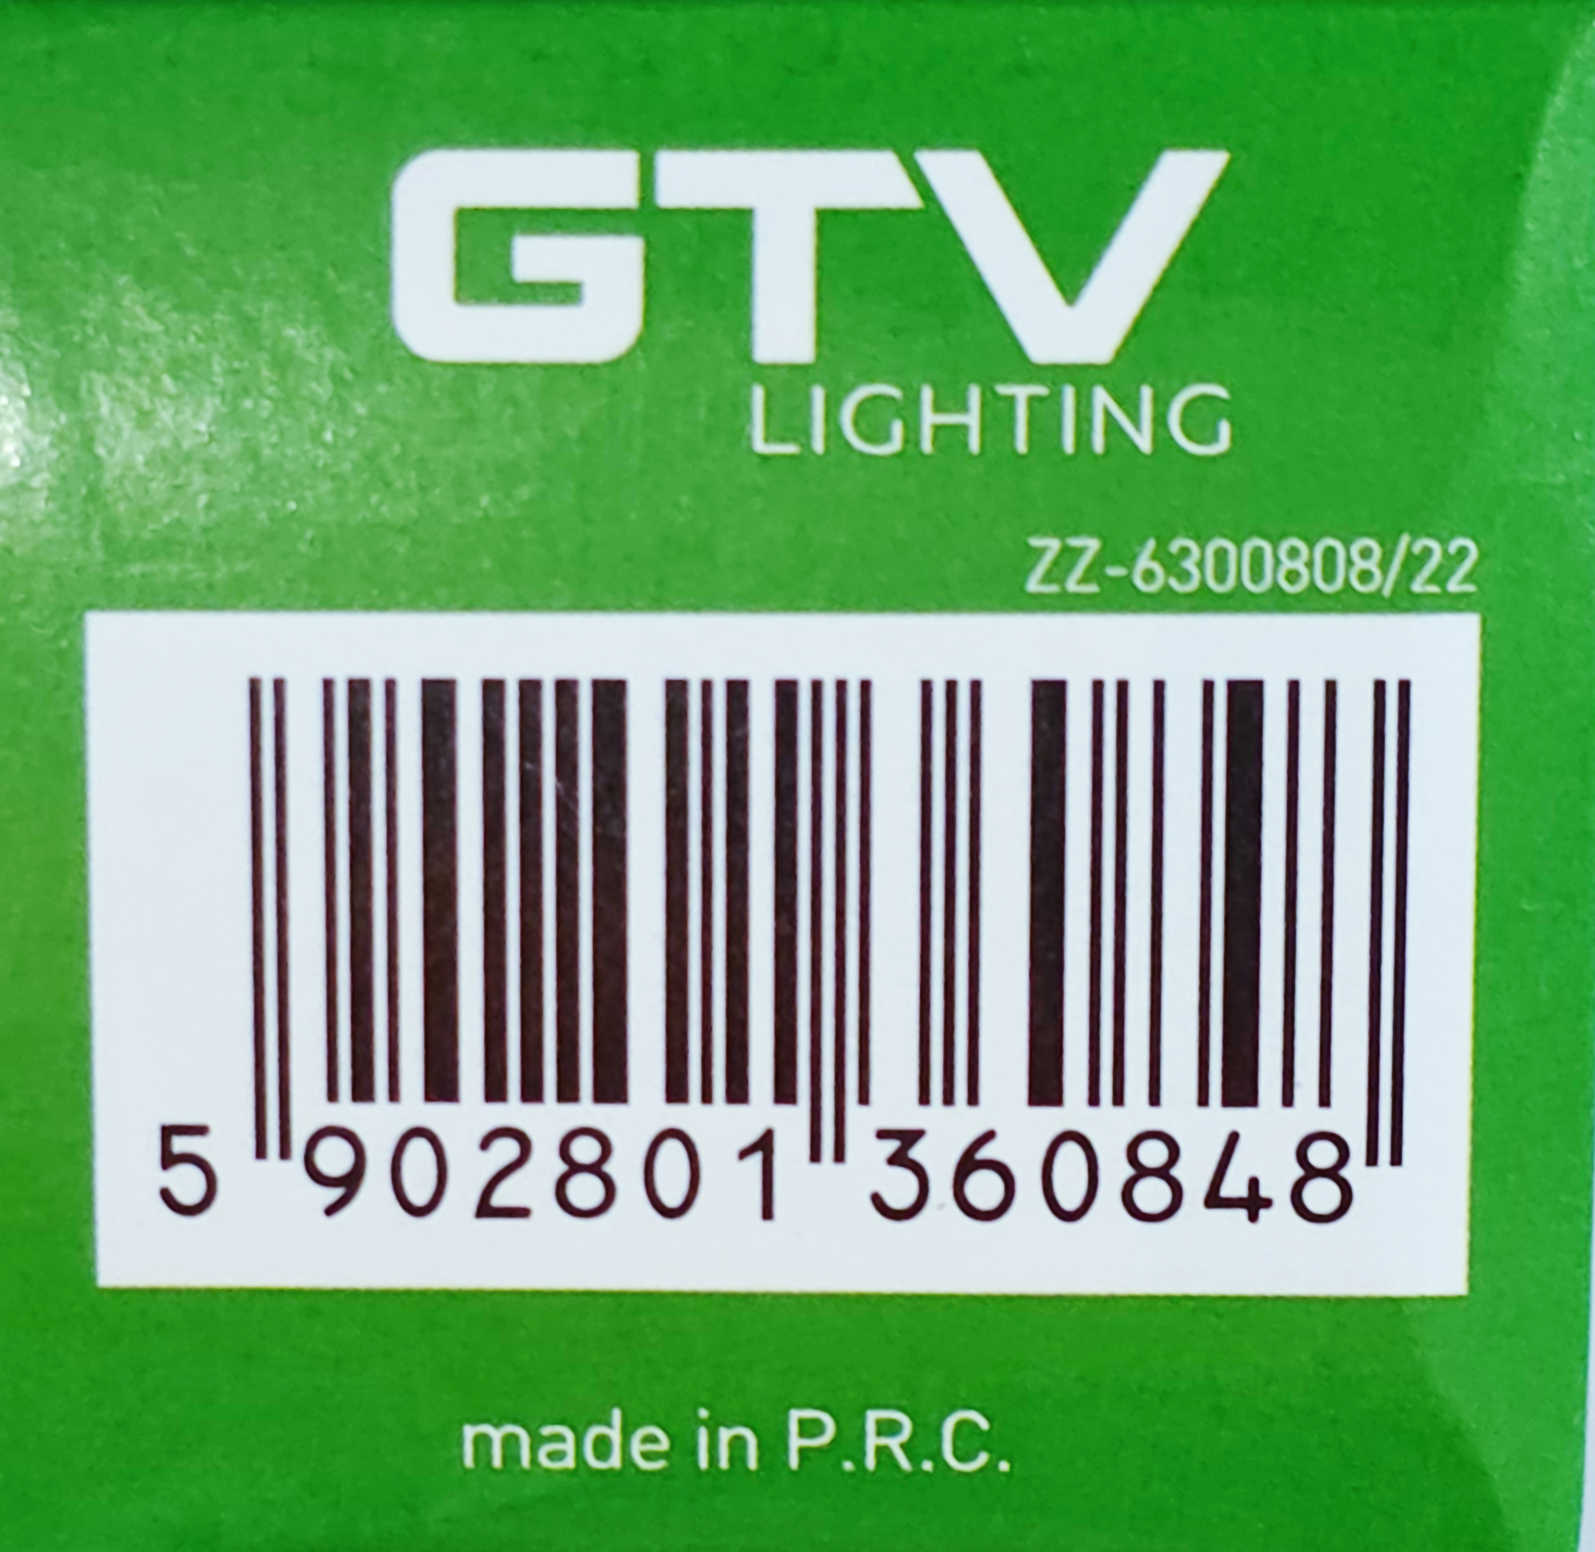 GTV
LIGHTING
ZZ-6300808/22
5 902801 360848
made in P.R.C.